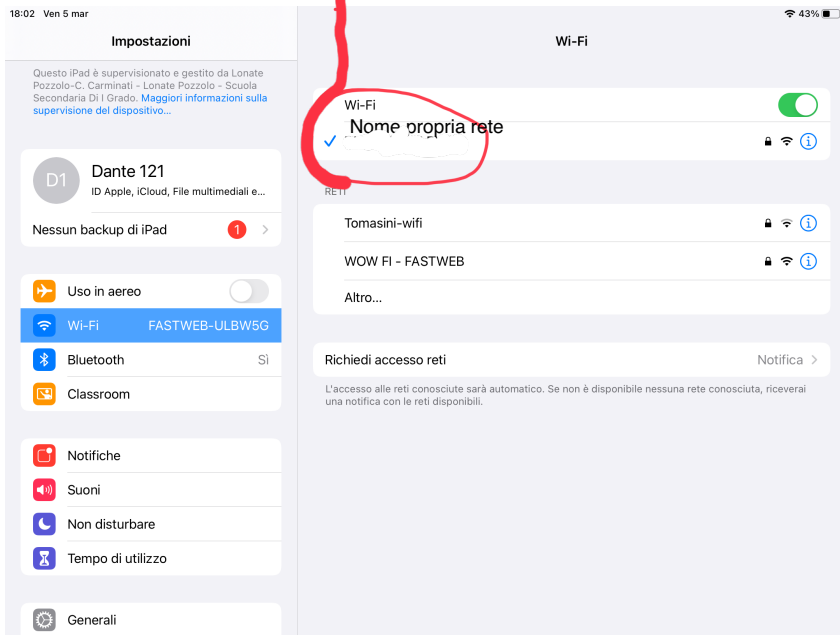 18:02 Ven 5 mar
43%
Impostazioni
Questo iPad è supervisionato e gestito da Lonate
Pozzolo-C. Carminati - Lonate Pozzolo - Scuola
Secondaria Di I Grado. Maggiori informazioni sulla
supervisione del dispositivo...
D1
Dante 121
ID Apple, iCloud, File multimediali e...
Nessun backup di iPad 1
Uso in aereo
Wi-Fi FASTWEB-ULBW5G
Bluetooth Sì
Classroom
Notifiche
Suoni
Non disturbare
Tempo di utilizzo
Generali
Wi-Fi
Wi-Fi
Nome propria rete
RETI
Tomasini-wifi
WOW FI - FASTWEB
Altro...
Richiedi accesso reti Notifica
L'accesso alle reti conosciute sarà automatico. Se non è disponibile nessuna rete conosciuta, riceverai
una notifica con le reti disponibili.